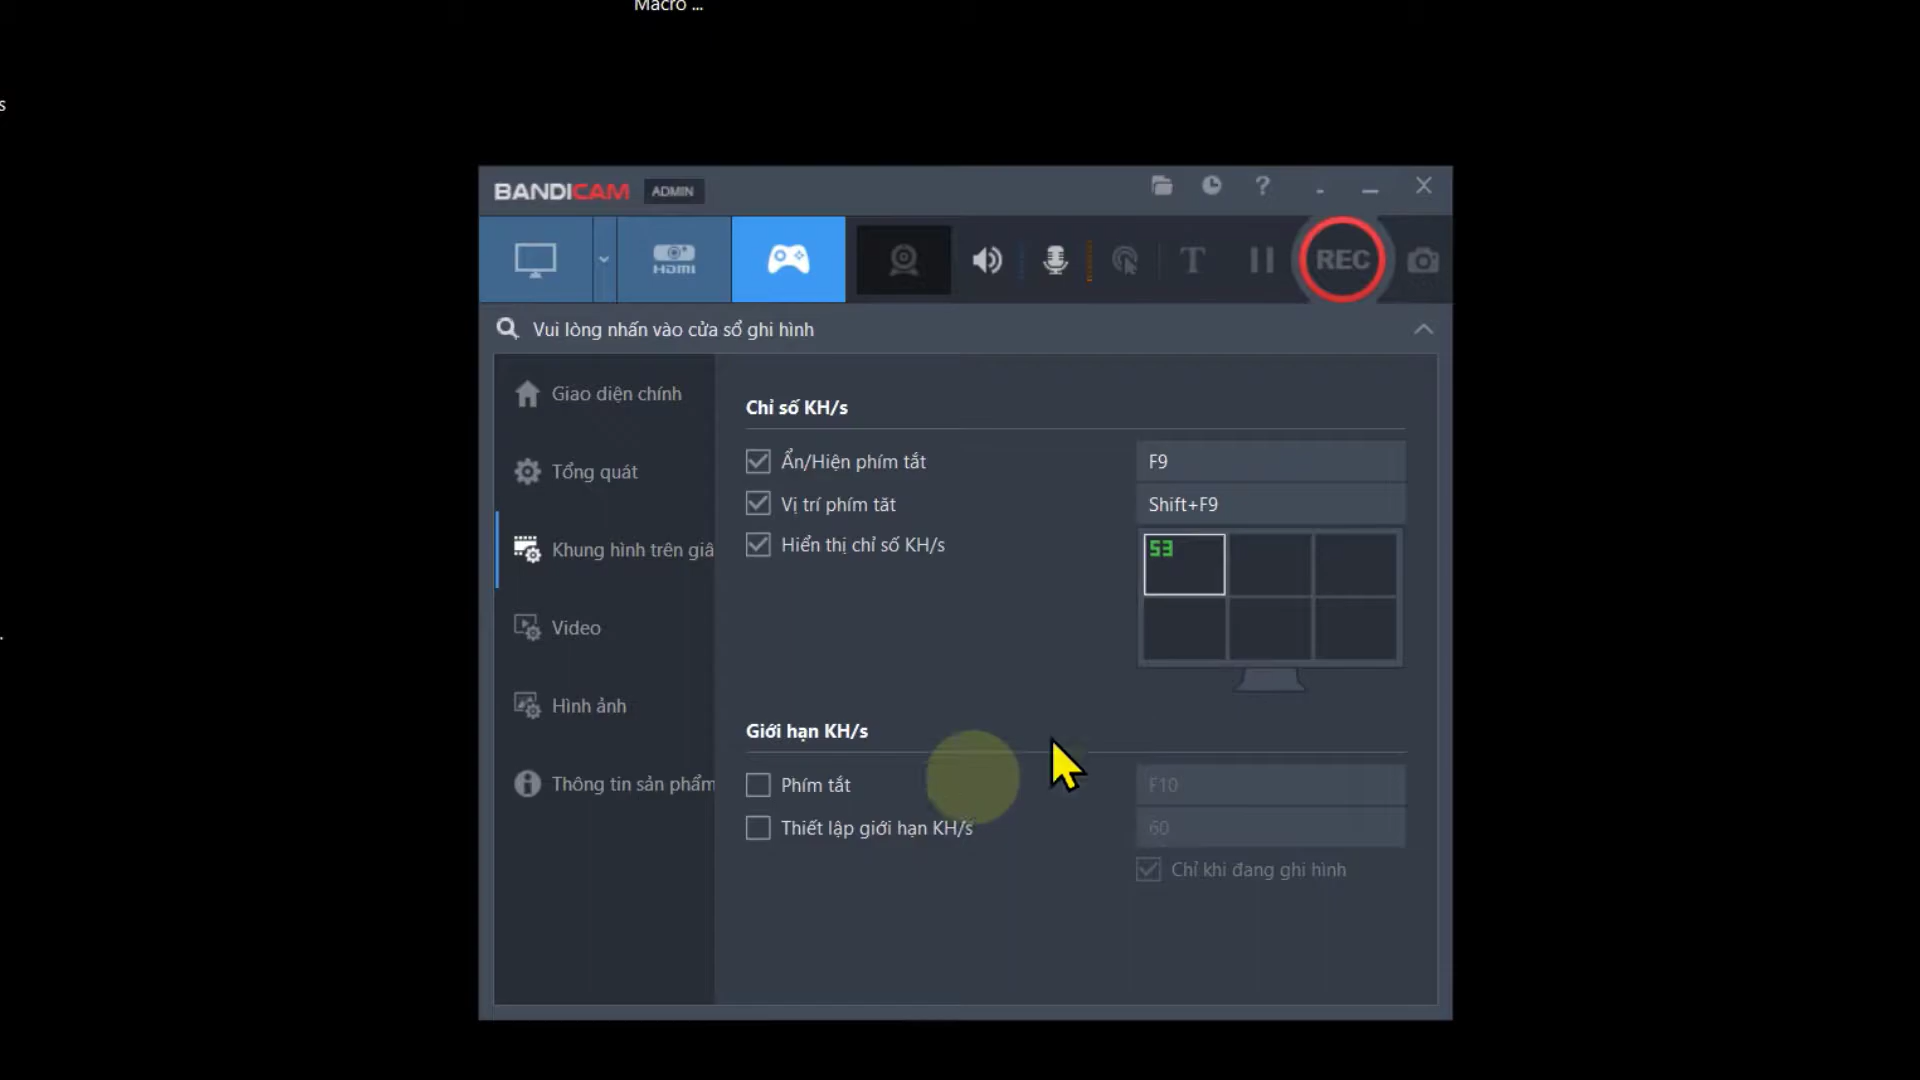 Macro ...
s
BANDICAM ADMIN
?
HDMI
T
REC
Vui lòng nhấn vào cửa sổ ghi hình
Giao diện chính
Tổng quát
Khung hình trên giâ
Video
Hình ảnh
Thông tin sản phẩm
Chỉ số KH/s
Ẩn/Hiện phím tắt
F9
Vị trí phím tăt
Shift+F9
Hiển thị chỉ số KH/s
53
Giới hạn KH/s
Phím tắt
F10
Thiết lập giới hạn KH/s
60
Chỉ khi đang ghi hình